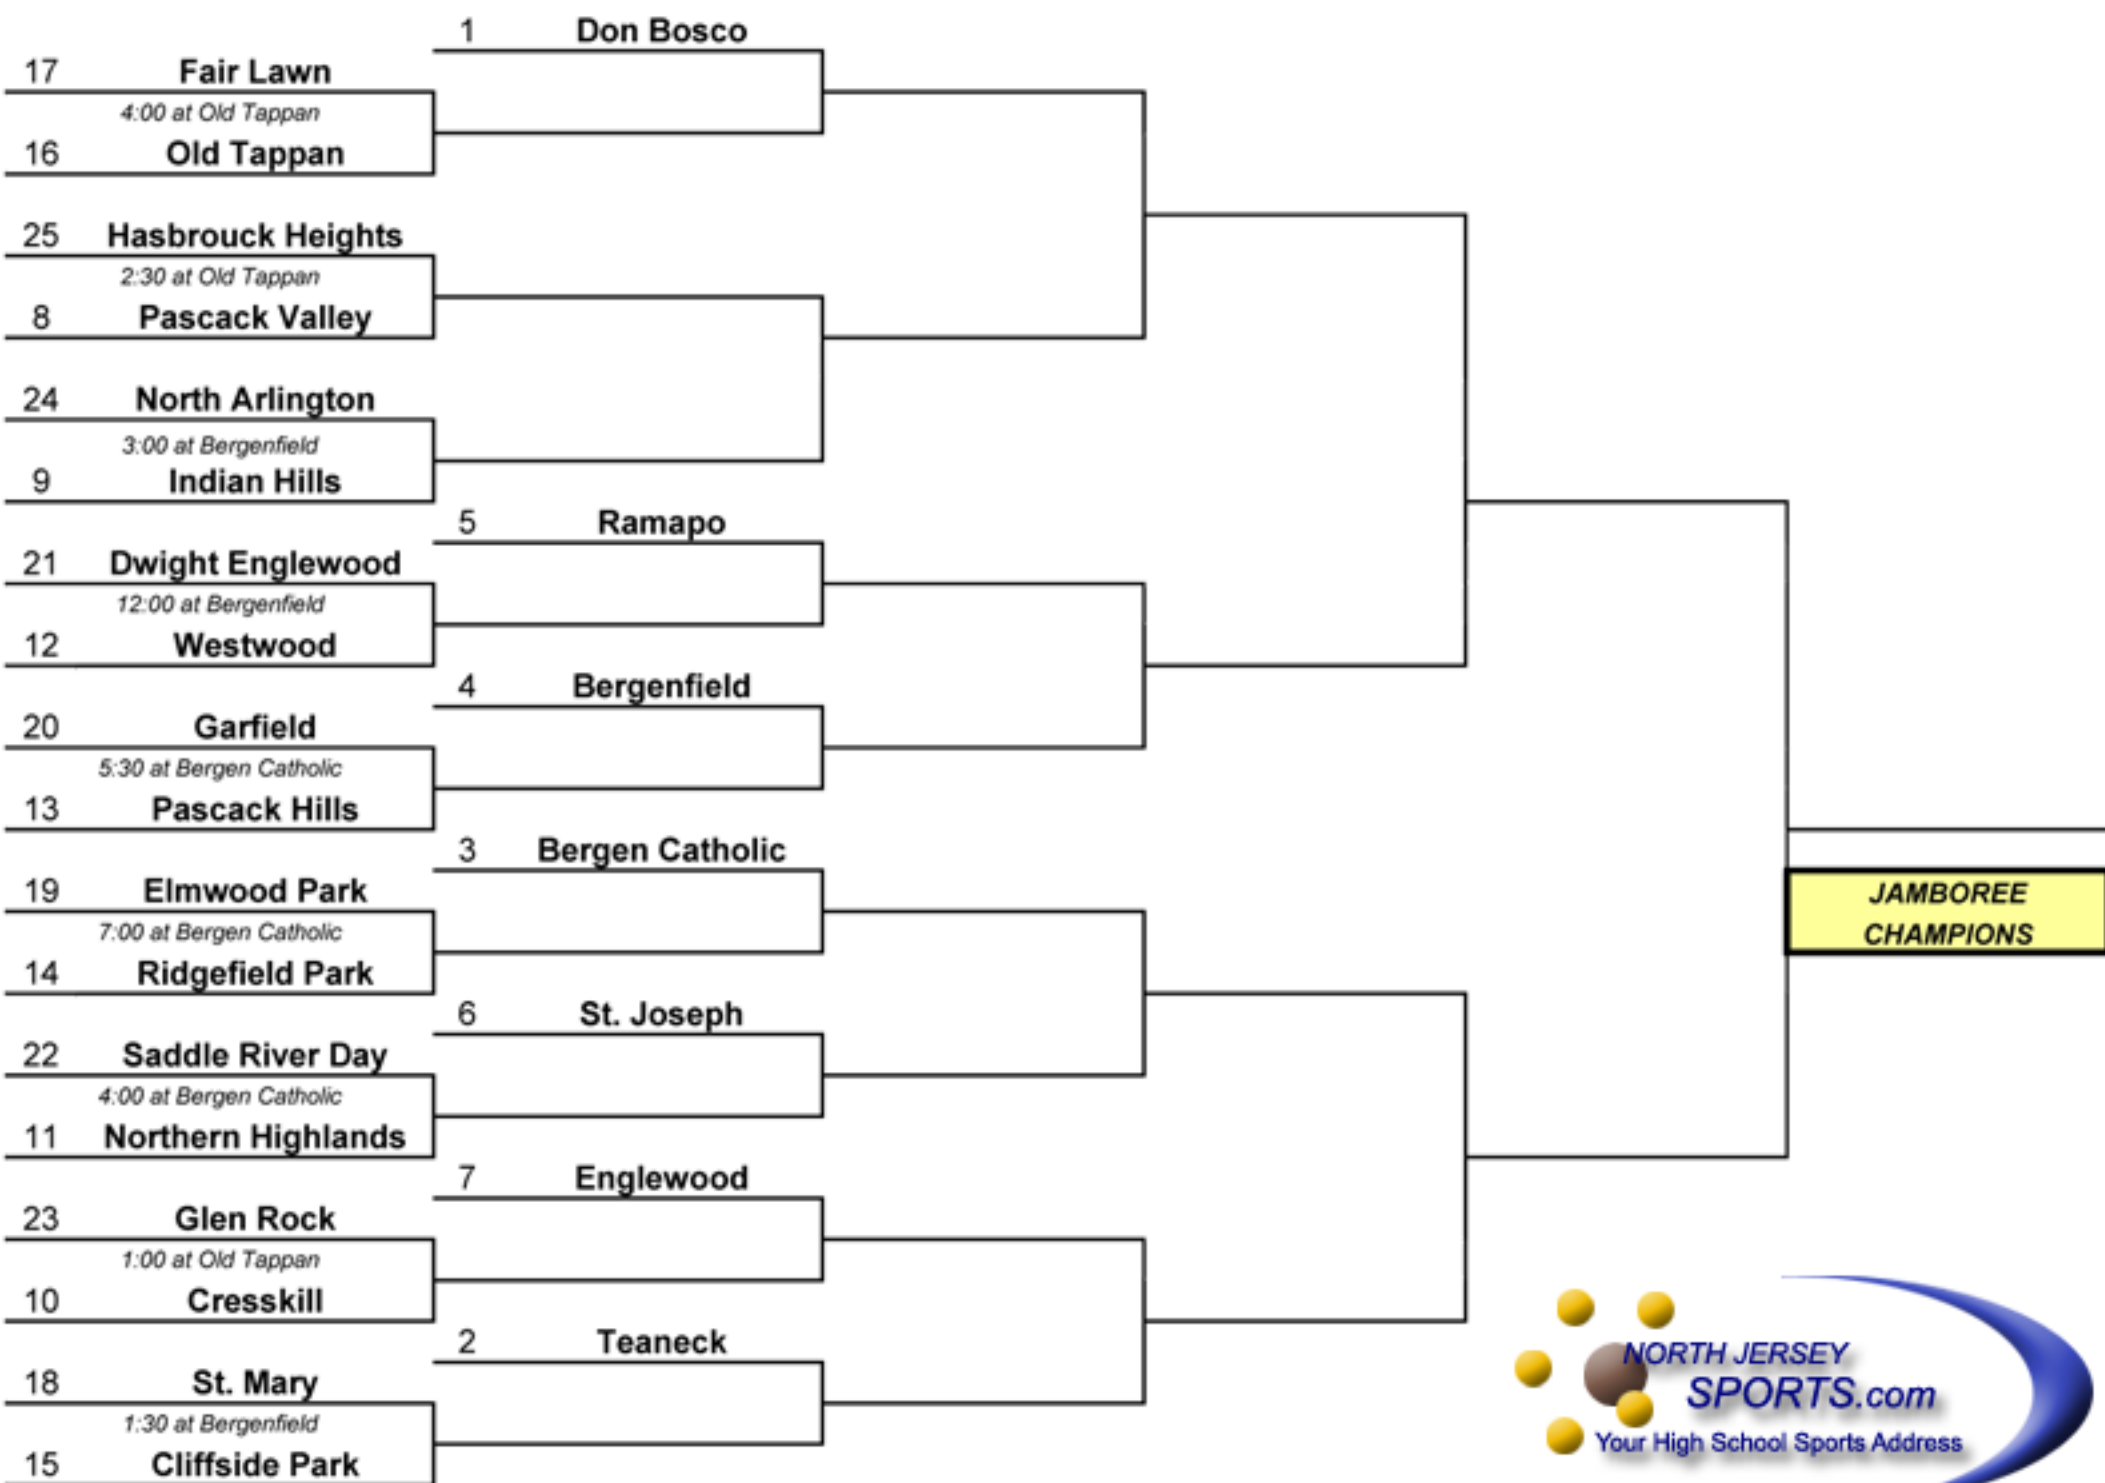 1 Don Bosco
17 Fair Lawn
4:00 at Old Tappan
16 Old Tappan
25 Hasbrouck Heights
2:30 at Old Tappan
8 Pascack Valley
24 North Arlington
3:00 at Bergenfield
9 Indian Hills
5 Ramapo
21 Dwight Englewood
12:00 at Bergenfield
12 Westwood
4 Bergenfield
20 Garfield
5:30 at Bergen Catholic
13 Pascack Hills
3 Bergen Catholic
19 Elmwood Park
7:00 at Bergen Catholic
14 Ridgefield Park
6 St. Joseph
22 Saddle River Day
4:00 at Bergen Catholic
11 Northern Highlands
7 Englewood
23 Glen Rock
1:00 at Old Tappan
10 Cresskill
2 Teaneck
18 St. Mary
1:30 at Bergenfield
15 Cliffside Park
JAMBOREE
CHAMPIONS
NORTH JERSEY
SPORTS.com
Your High School Sports Address